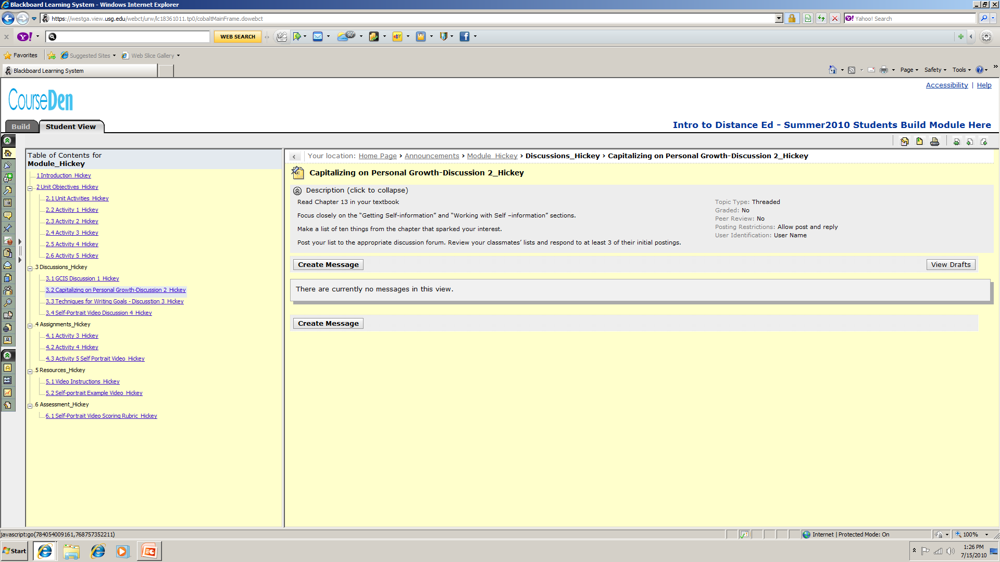 Blackboard Learning System - Windows Internet Explorer
https://westga.view.usg.edu/webct/urw/lc18361011.tp0/cobaltMainFrame.dowebct
Yahoo! Search
Y!
WEB SEARCH
90°
Favorites
Suggested Sites
Web Slice Gallery
Blackboard Learning System
Page
Safety
Tools
Accessibility | Help
CourseDen
Build
Student View
Intro to Distance Ed - Summer2010 Students Build Module Here
Table of Contents for
Module_Hickey
1 Introduction_Hickey
2 Unit Objectives_Hickey
2.1 Unit Activities_Hickey
2.2 Activity 1_Hickey
2.3 Activity 2_Hickey
2.4 Activity 3_Hickey
2.5 Activity 4_Hickey
2.6 Activity 5_Hickey
3 Discussions_Hickey
3.1 GCIS Discussion 1_Hickey
3.2 Capitalizing on Personal Growth-Discussion 2_Hickey
3.3 Techniques for Writing Goals - Discusstion 3_Hickey
3.4 Self-Portrait Video Discussion 4_Hickey
4 Assignments_Hickey
4.1 Activity 3_Hickey
4.2 Activity 4_Hickey
4.3 Activity 5 Self Portrait Video_Hickey
5 Resources_Hickey
5.1 Video Instructions_Hickey
5.2 Self-portrait Example Video_Hickey
6 Assessment_Hickey
6.1 Self-Portrait Video Scoring Rubric_Hickey
Your location: Home Page › Announcements › Module_Hickey › Discussions_Hickey › Capitalizing on Personal Growth-Discussion 2_Hickey
Capitalizing on Personal Growth-Discussion 2_Hickey
Description (click to collapse)
Read Chapter 13 in your textbook
Focus closely on the “Getting Self-information” and “Working with Self –information” sections.
Make a list of ten things from the chapter that sparked your interest.
Post your list to the appropriate discussion forum. Review your classmates’ lists and respond to at least 3 of their initial postings.
Topic Type: Threaded
Graded: No
Peer Review: No
Posting Restrictions: Allow post and reply
User Identification: User Name
Create Message
View Drafts
There are currently no messages in this view.
Create Message
javascript:go(784054009161,768757352211)
Internet | Protected Mode: On
100%
Start
1:26 PM
7/15/2010